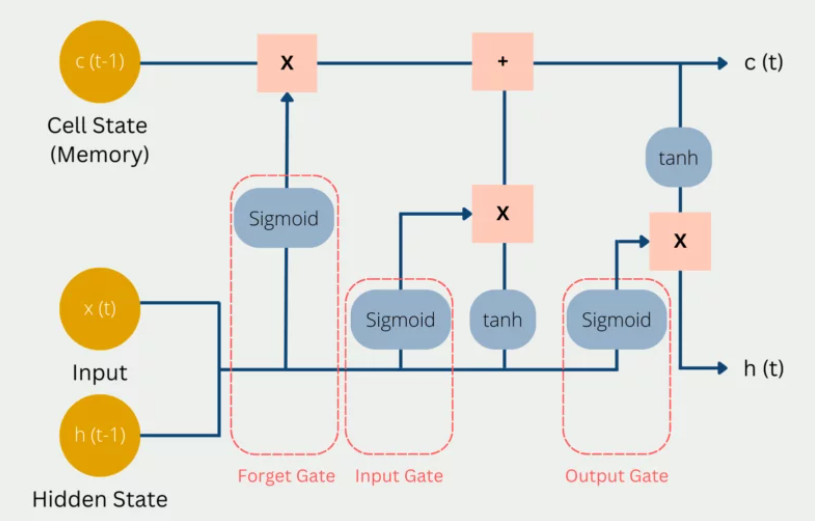 c (t-1)
X
+
c (t)
Cell State
(Memory)
tanh
Sigmoid
X
X
x (t)
Sigmoid
tanh
Sigmoid
Input
h (t)
h (t-1)
Forget Gate
Input Gate
Output Gate
Hidden State